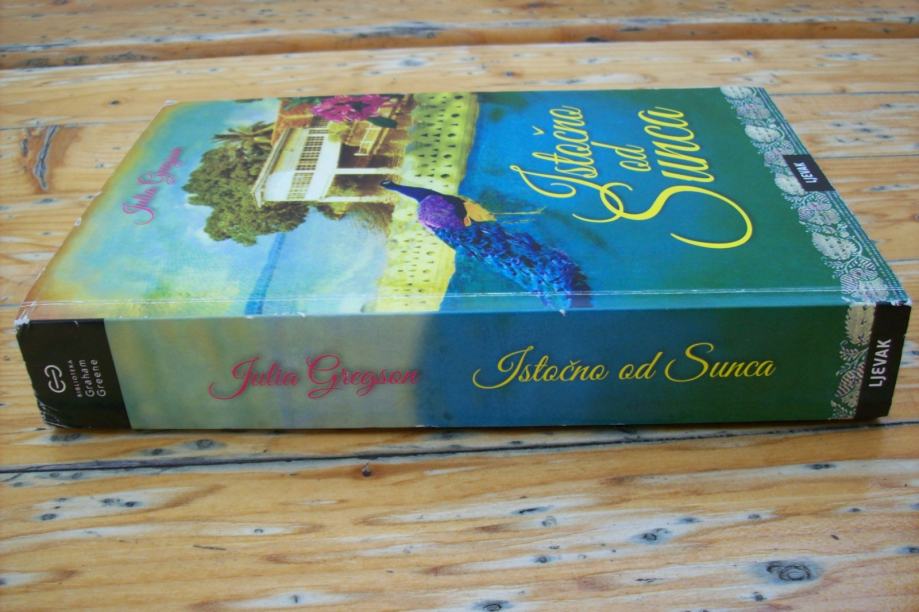 Julia Gregson
Istočno
od
Sunca
LJEVAK
BIBLIOTEKA
Graham
Greene
Julia Gregson
Istočno od Sunca
LJEVAK